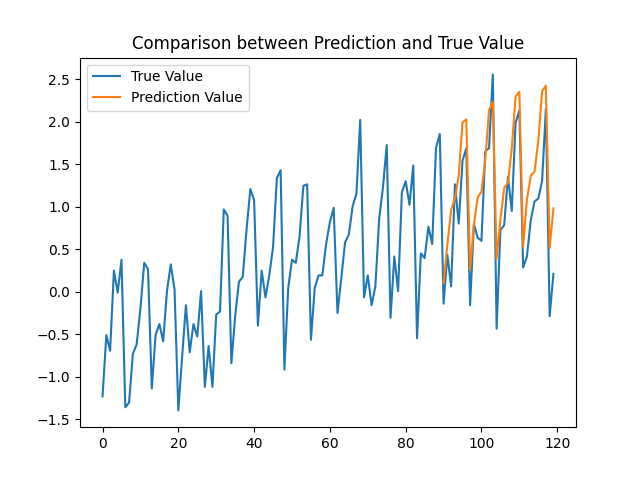 Comparison between Prediction and True Value
True Value
Prediction Value
2.5
2.0
1.5
1.0
0.5
0.0
−0.5
−1.0
−1.5
0 20 40 60 80 100 120